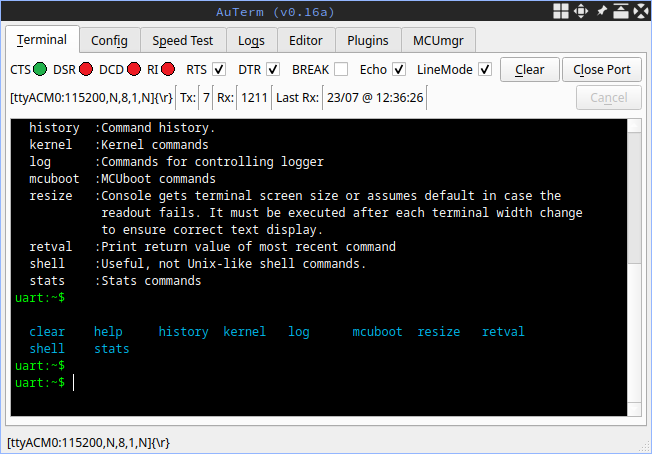 AuTerm (v0.16a)
Terminal Config Speed Test Logs Editor Plugins MCUmgr
CTS DSR DCD RI RTS DTR BREAK Echo LineMode Clear Close Port
[ttyACM0:115200,N,8,1,N]{\r} Tx: 7 Rx: 1211 Last Rx: 23/07 @ 12:36:26 Cancel
history :Command history.
kernel :Kernel commands
log :Commands for controlling logger
mcuboot :MCUboot commands
resize :Console gets terminal screen size or assumes default in case the
readout fails. It must be executed after each terminal width change
to ensure correct text display.
retval :Print return value of most recent command
shell :Useful, not Unix-like shell commands.
stats :Stats commands
uart:~$
clear help history kernel log mcuboot resize retval
shell stats
uart:~$
uart:~$
[ttyACM0:115200,N,8,1,N]{\r}